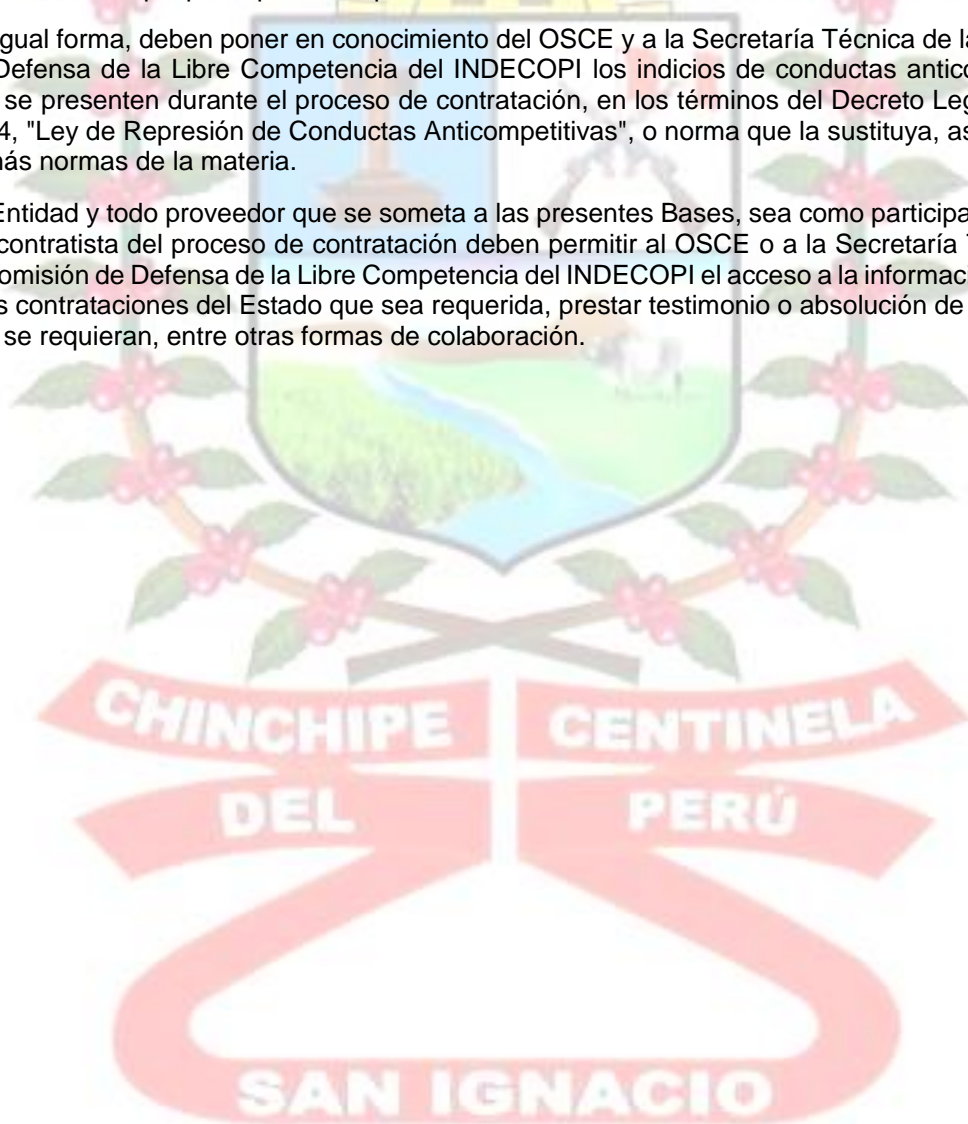 gual forma, deben poner en conocimiento del OSCE y a la Secretaría Técnica de la
Defensa de la Libre Competencia del INDECOPI los indicios de conductas antico
se presenten durante el proceso de contratación, en los términos del Decreto Leg
4, "Ley de Represión de Conductas Anticompetitivas", o norma que la sustituya, as
nás normas de la materia.
Entidad y todo proveedor que se someta a las presentes Bases, sea como participa
contratista del proceso de contratación deben permitir al OSCE o a la Secretaría T
omisión de Defensa de la Libre Competencia del INDECOPI el acceso a la informaci
s contrataciones del Estado que sea requerida, prestar testimonio o absolución de
se requieran, entre otras formas de colaboración.
CHINCHIPE CENTINELA
DEL PERÚ
SAN IGNACIO